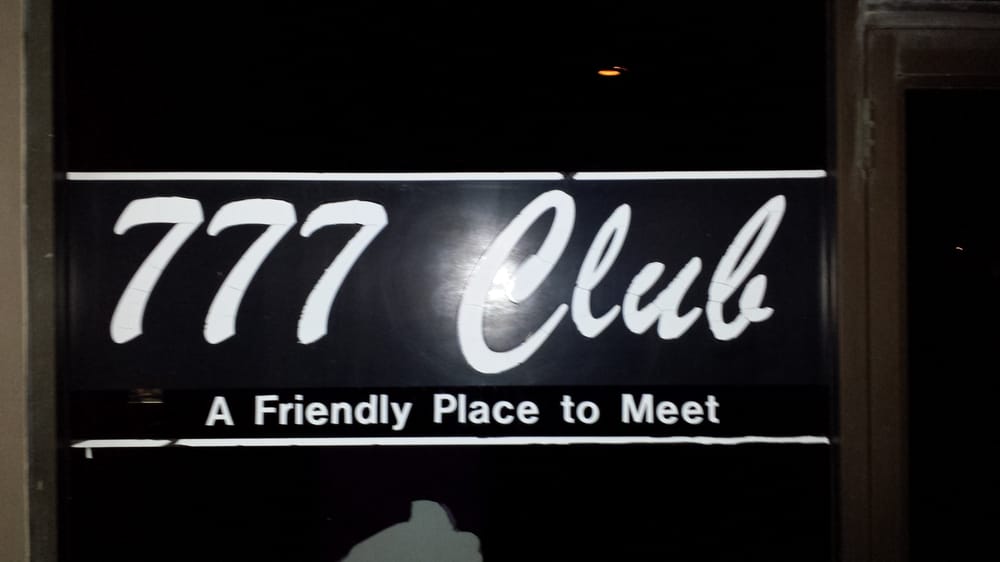 777 Club
A Friendly Place to Meet